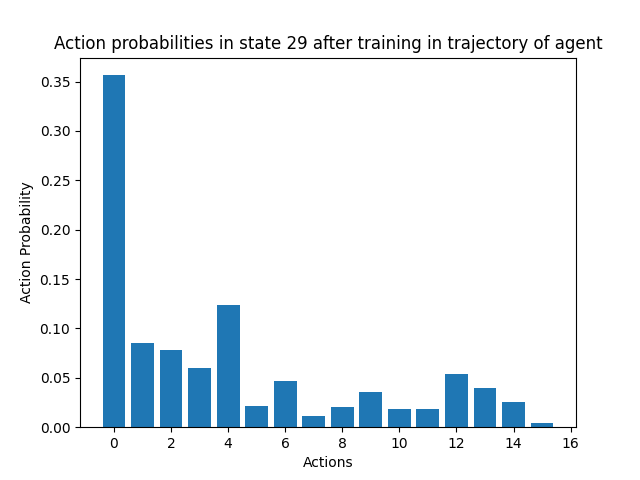 Action probabilities in state 29 after training in trajectory of agent
Action Probability
0.35
0.30
0.25
0.20
0.15
0.10
0.05
0.00
0 2 4 6 8 10 12 14 16
Actions